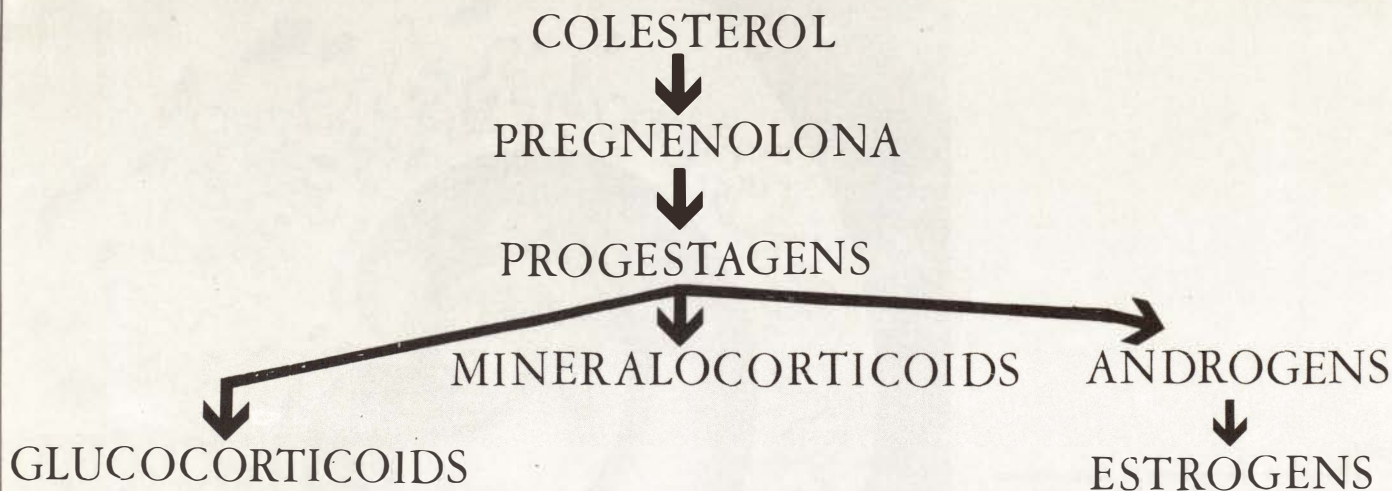 COLESTEROL
PREGNENOLONA
PROGESTAGENS
MINERALOCORTICOIDS
ANDROGENS
GLUCOCORTICOIDS
ESTROGENS